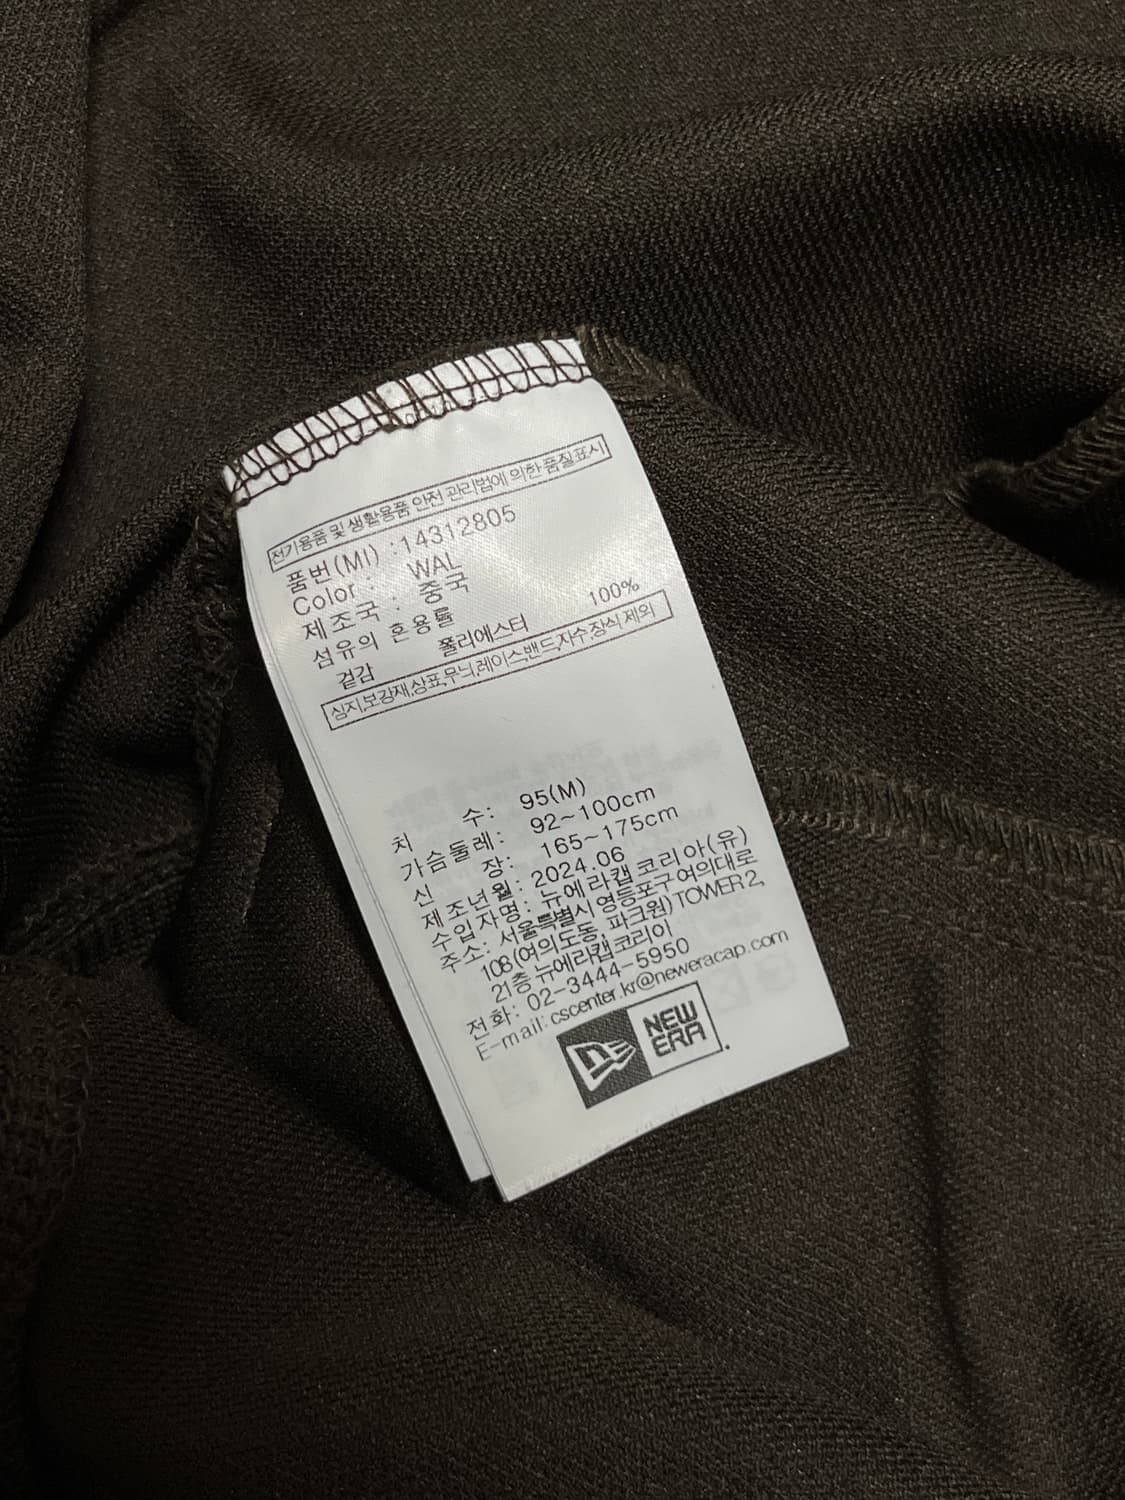 전기용품 및 생활용품 안전 관리법에 의한 품질표시
품번(MI) :14312805
Color : WAL
제조국 : 중국
섬유의 혼용률
겉감 폴리에스터 100%
심지,보강재,상표,무늬,레이스,밴드,자수,장식 제외
치 수: 95(M)
가슴둘레: 92~100cm
신 장: 165~175cm
제조년월: 2024.06
수입자명: 뉴에라캡 코리아(유)
주소: 서울특별시 영등포구 여의대로
108 (여의도동, 파크원) TOWER 2,
21층 뉴에라캡코리아
전화: 02-3444-5950
E-mail: cscenter.kr@neweracap.com
NEW
ERA